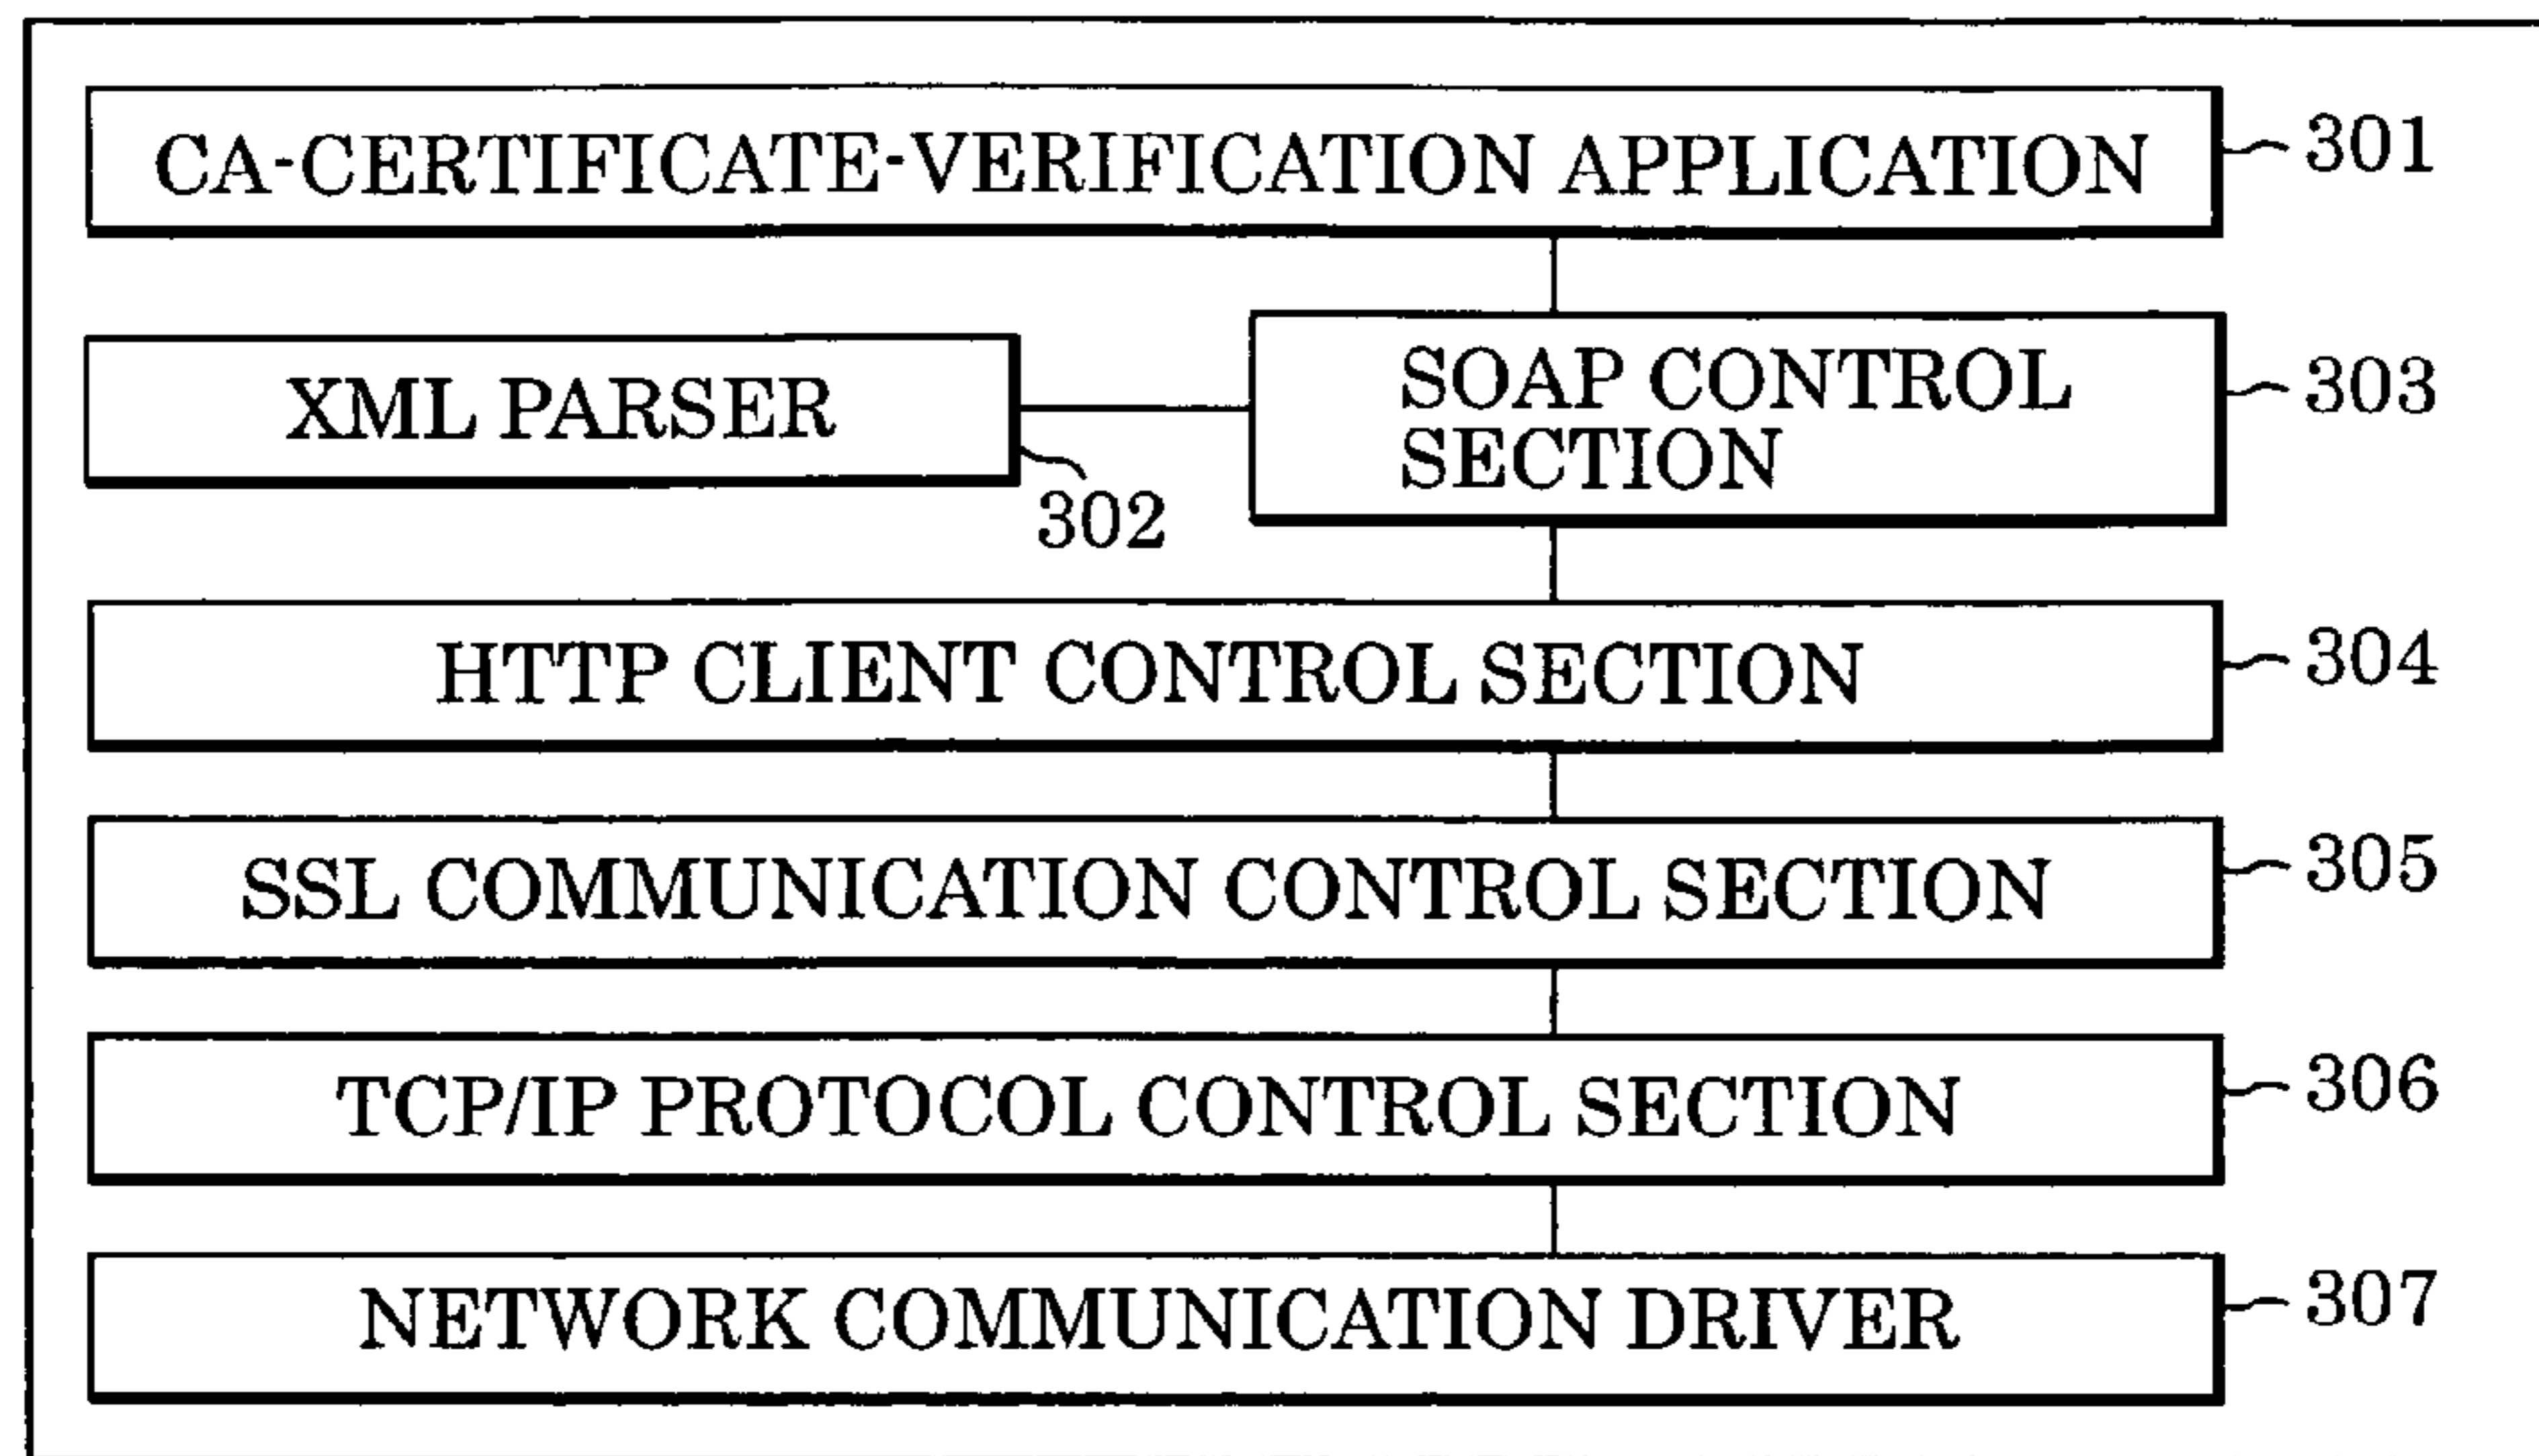 CA-CERTIFICATE-VERIFICATION APPLICATION
301
XML PARSER
302
SOAP CONTROL
SECTION
303
HTTP CLIENT CONTROL SECTION
304
SSL COMMUNICATION CONTROL SECTION
305
TCP/IP PROTOCOL CONTROL SECTION
306
NETWORK COMMUNICATION DRIVER
307